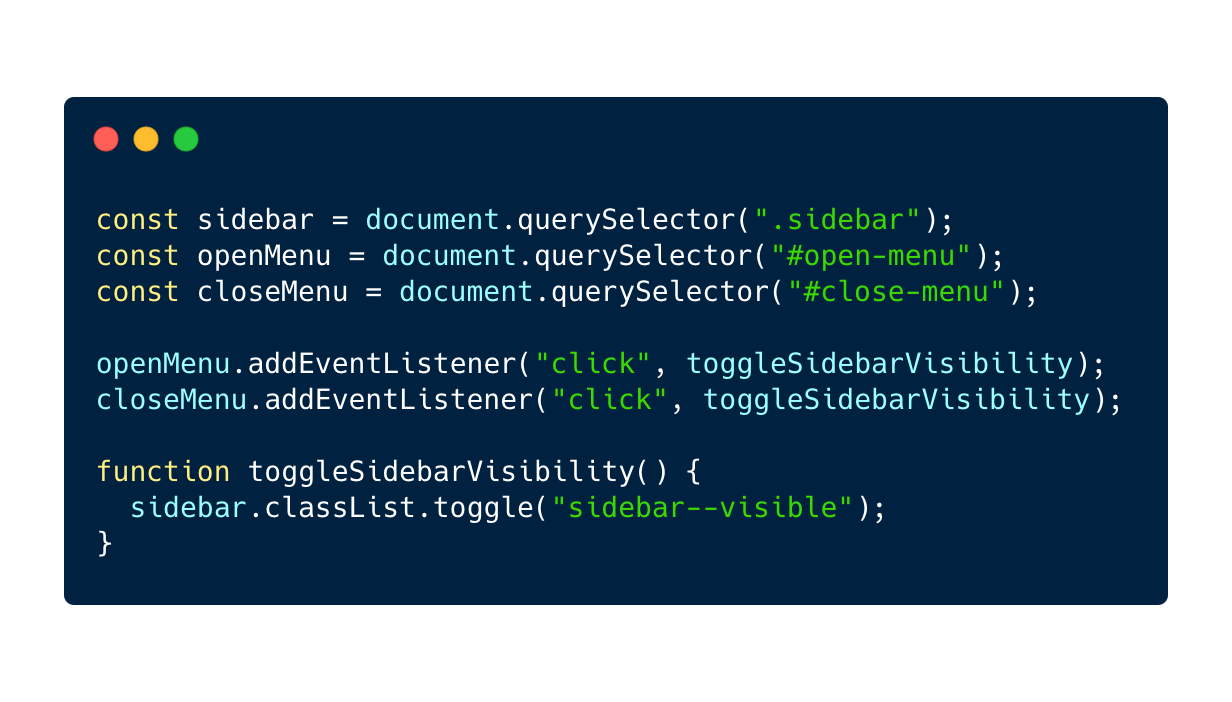 const sidebar = document.querySelector(".sidebar");
const openMenu = document.querySelector("#open-menu");
const closeMenu = document.querySelector("#close-menu");

openMenu.addEventListener("click", toggleSidebarVisibility);
closeMenu.addEventListener("click", toggleSidebarVisibility);

function toggleSidebarVisibility() {
  sidebar.classList.toggle("sidebar--visible");
}